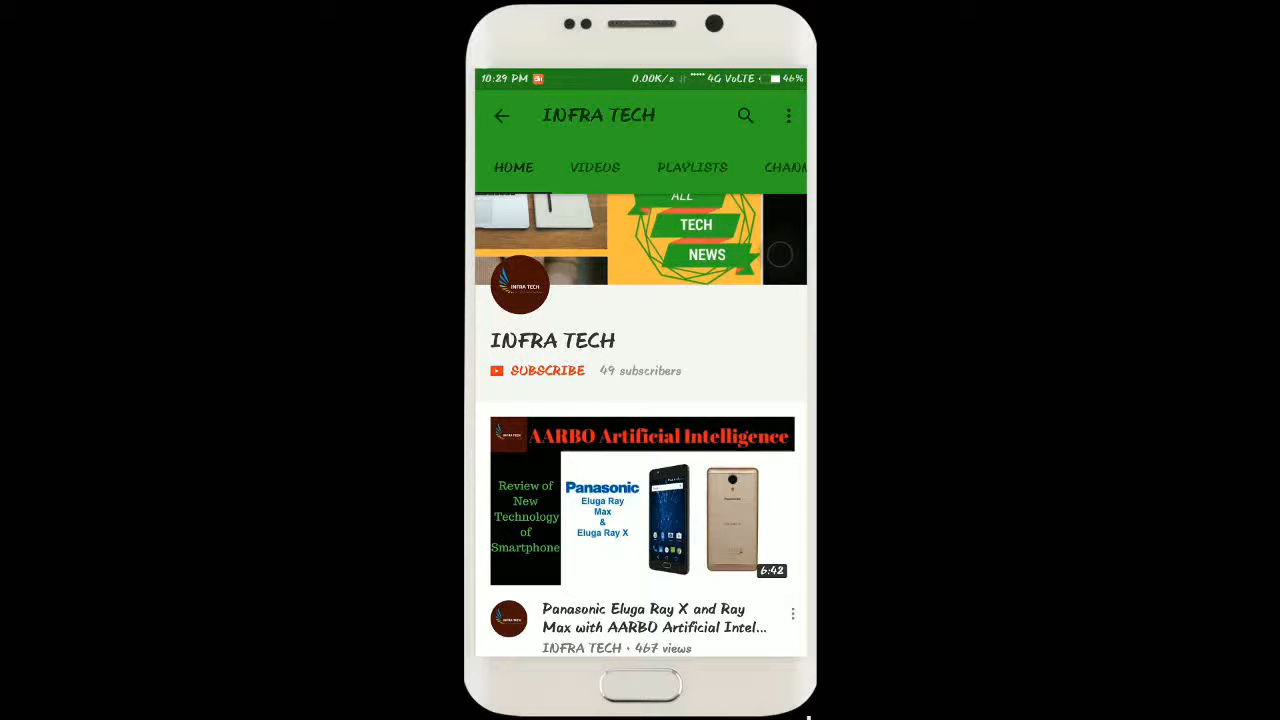 10:29 PM 0.00K/s 4G VoLTE 46%
INFRA TECH
HOME VIDEOS PLAYLISTS CHANN
ALL
TECH
NEWS
INFRA TECH
INFRA TECH
SUBSCRIBE 49 subscribers
AARBO Artificial Intelligence
Review of
New
Technology
of
Smartphone
Panasonic
Eluga Ray
Max
&
Eluga Ray X
6:42
Panasonic Eluga Ray X and Ray
Max with AARBO Artificial Intel...
INFRA TECH • 467 views